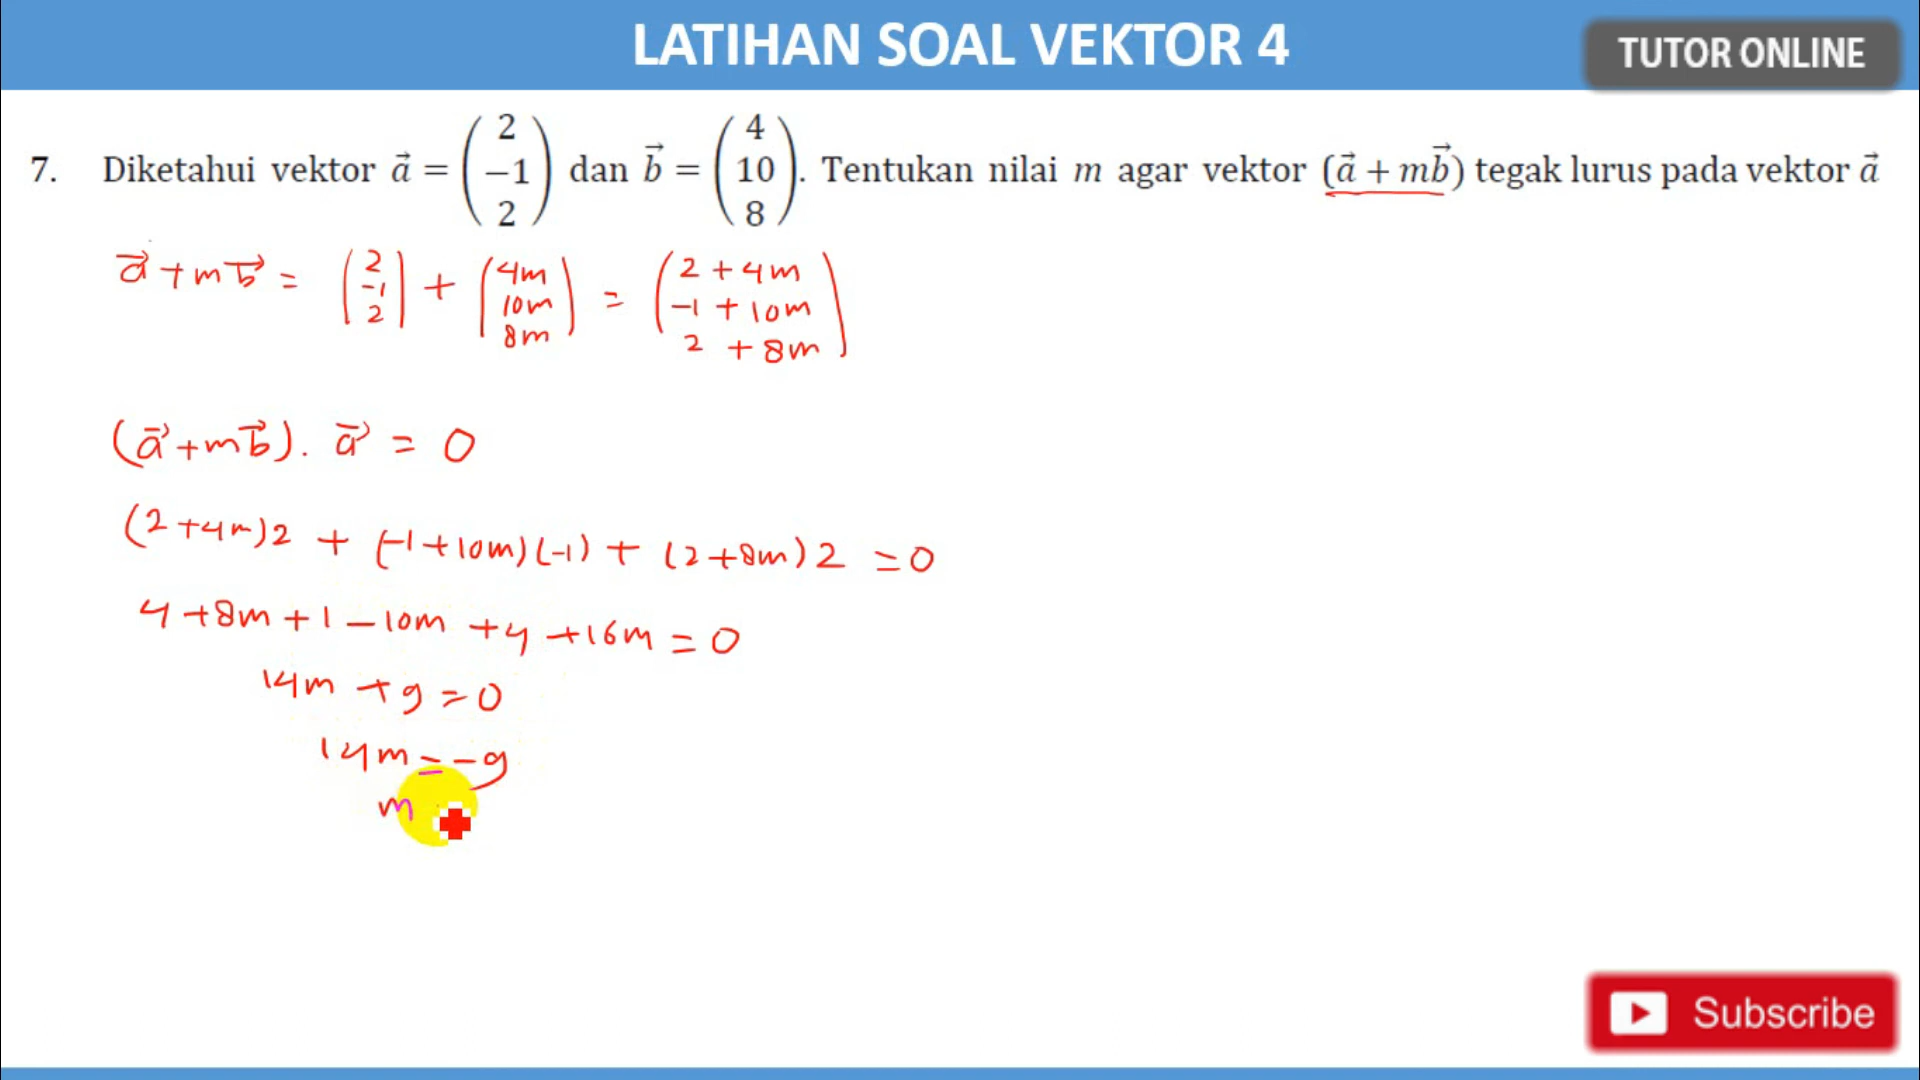 LATIHAN SOAL VEKTOR 4
TUTOR ONLINE
7. Diketahui vektor a⃗ = (2 −1 2) dan b⃗ = (4 10 8). Tentukan nilai m agar vektor (a⃗ + mb⃗) tegak lurus pada vektor a⃗
a⃗ + mb⃗ = (2 -1 2) + (4m 10m 8m) = (2 + 4m -1 + 10m 2 + 8m)
(a⃗ + mb⃗) . a⃗ = 0
(2 + 4m)2 + (-1 + 10m)(-1) + (2 + 8m)2 = 0
4 + 8m + 1 - 10m + 4 + 16m = 0
14m + 9 = 0
14m = -9
m
Subscribe